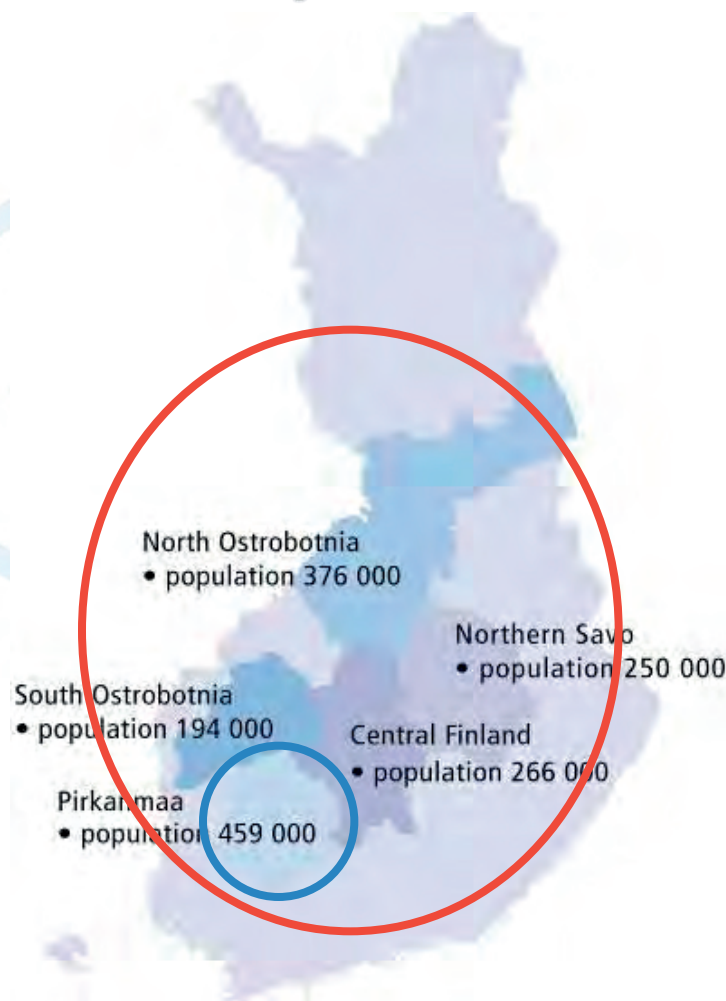 North Ostrobotnia
• population 376 000
Northern Savo
• population 250 000
South Ostrobotnia
• population 194 000
Central Finland
• population 266 000
Pirkanmaa
• population 459 000